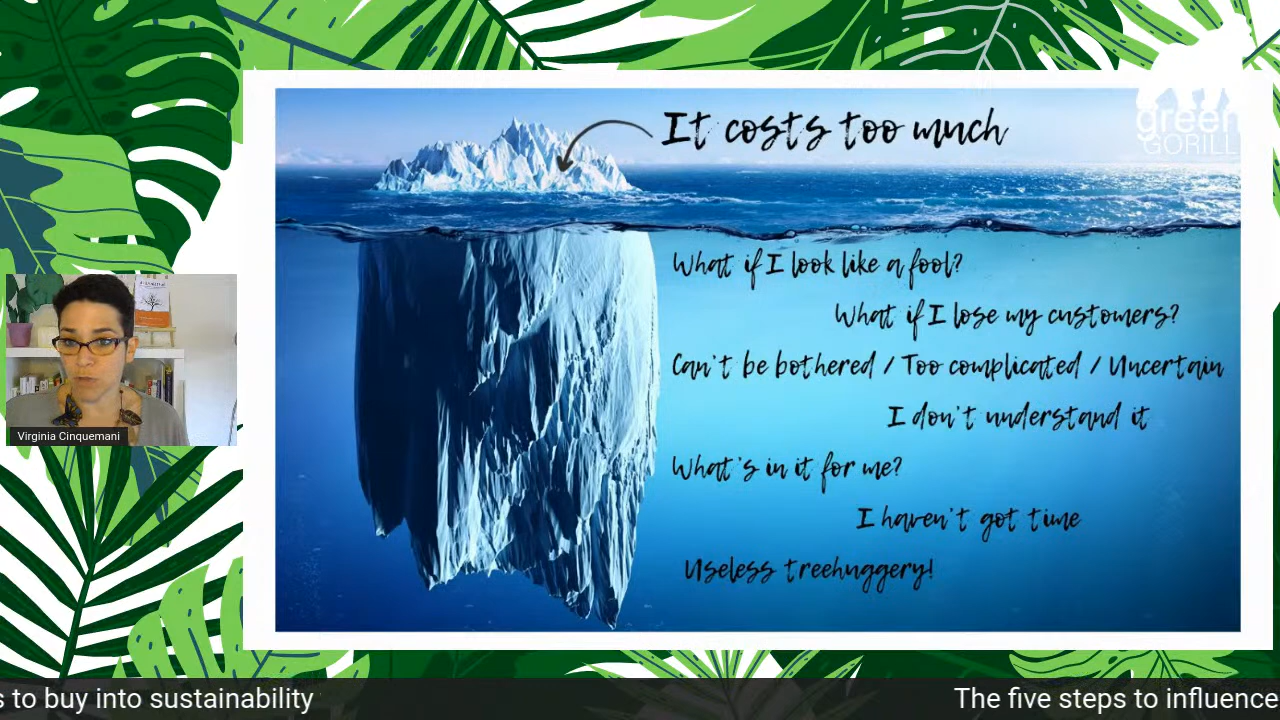 It costs too much
green
GORILL
What if I look like a fool?
What if I lose my customers?
Can't be bothered / Too complicated / Uncertain
I don't understand it
What's in it for me?
I haven't got time
Useless treehuggery!
Virginia Cinquemani
s to buy into sustainability
The five steps to influence